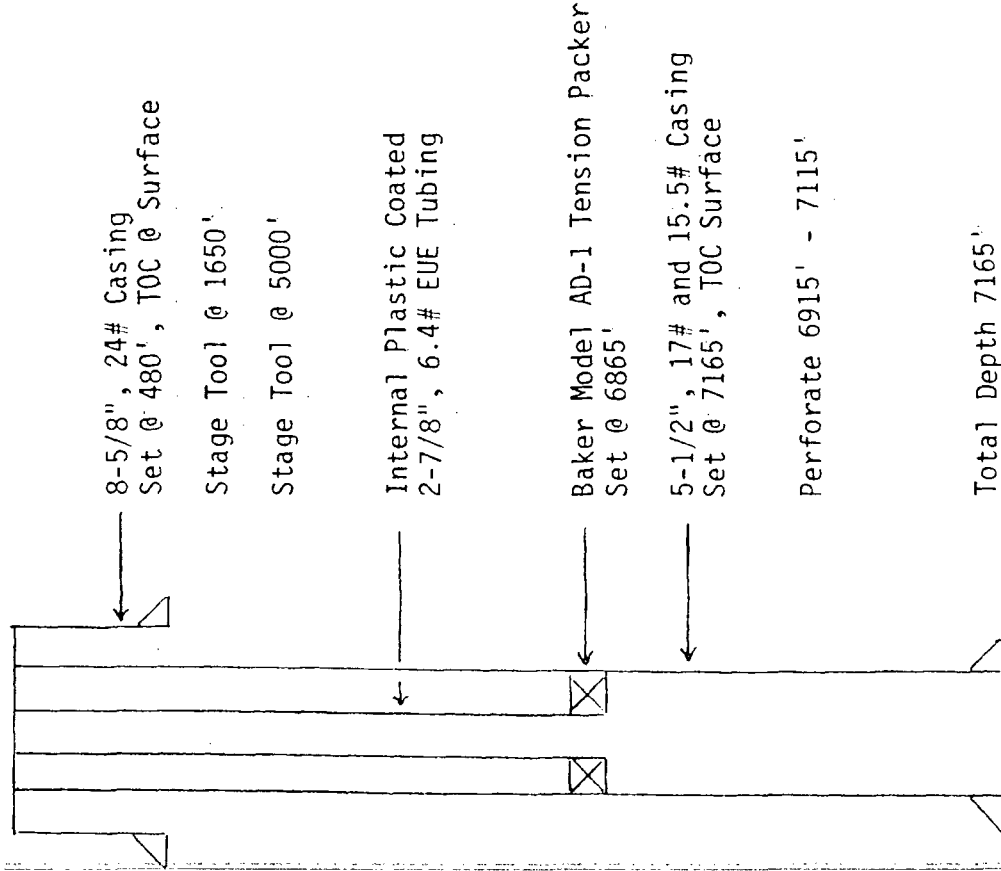 8-5/8", 24# Casing
Set @ 480', TOC @ Surface
Stage Tool @ 1650'
Stage Tool @ 5000'
Internal Plastic Coated
2-7/8", 6.4# EUE Tubing
Baker Model AD-1 Tension Packer
Set @ 6865'
5-1/2", 17# and 15.5# Casing
Set @ 7165', TOC Surface
Perforate 6915' - 7115'
Total Depth 7165'